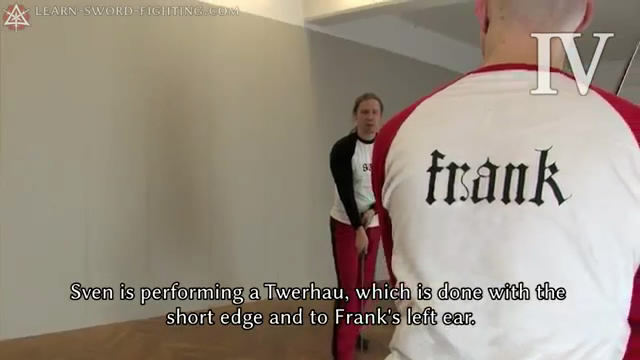 LEARN-SWORD-FIGHTING.COM
IV
frank
Sven is performing a Twerhau, which is done with the
short edge and to Frank's left ear.